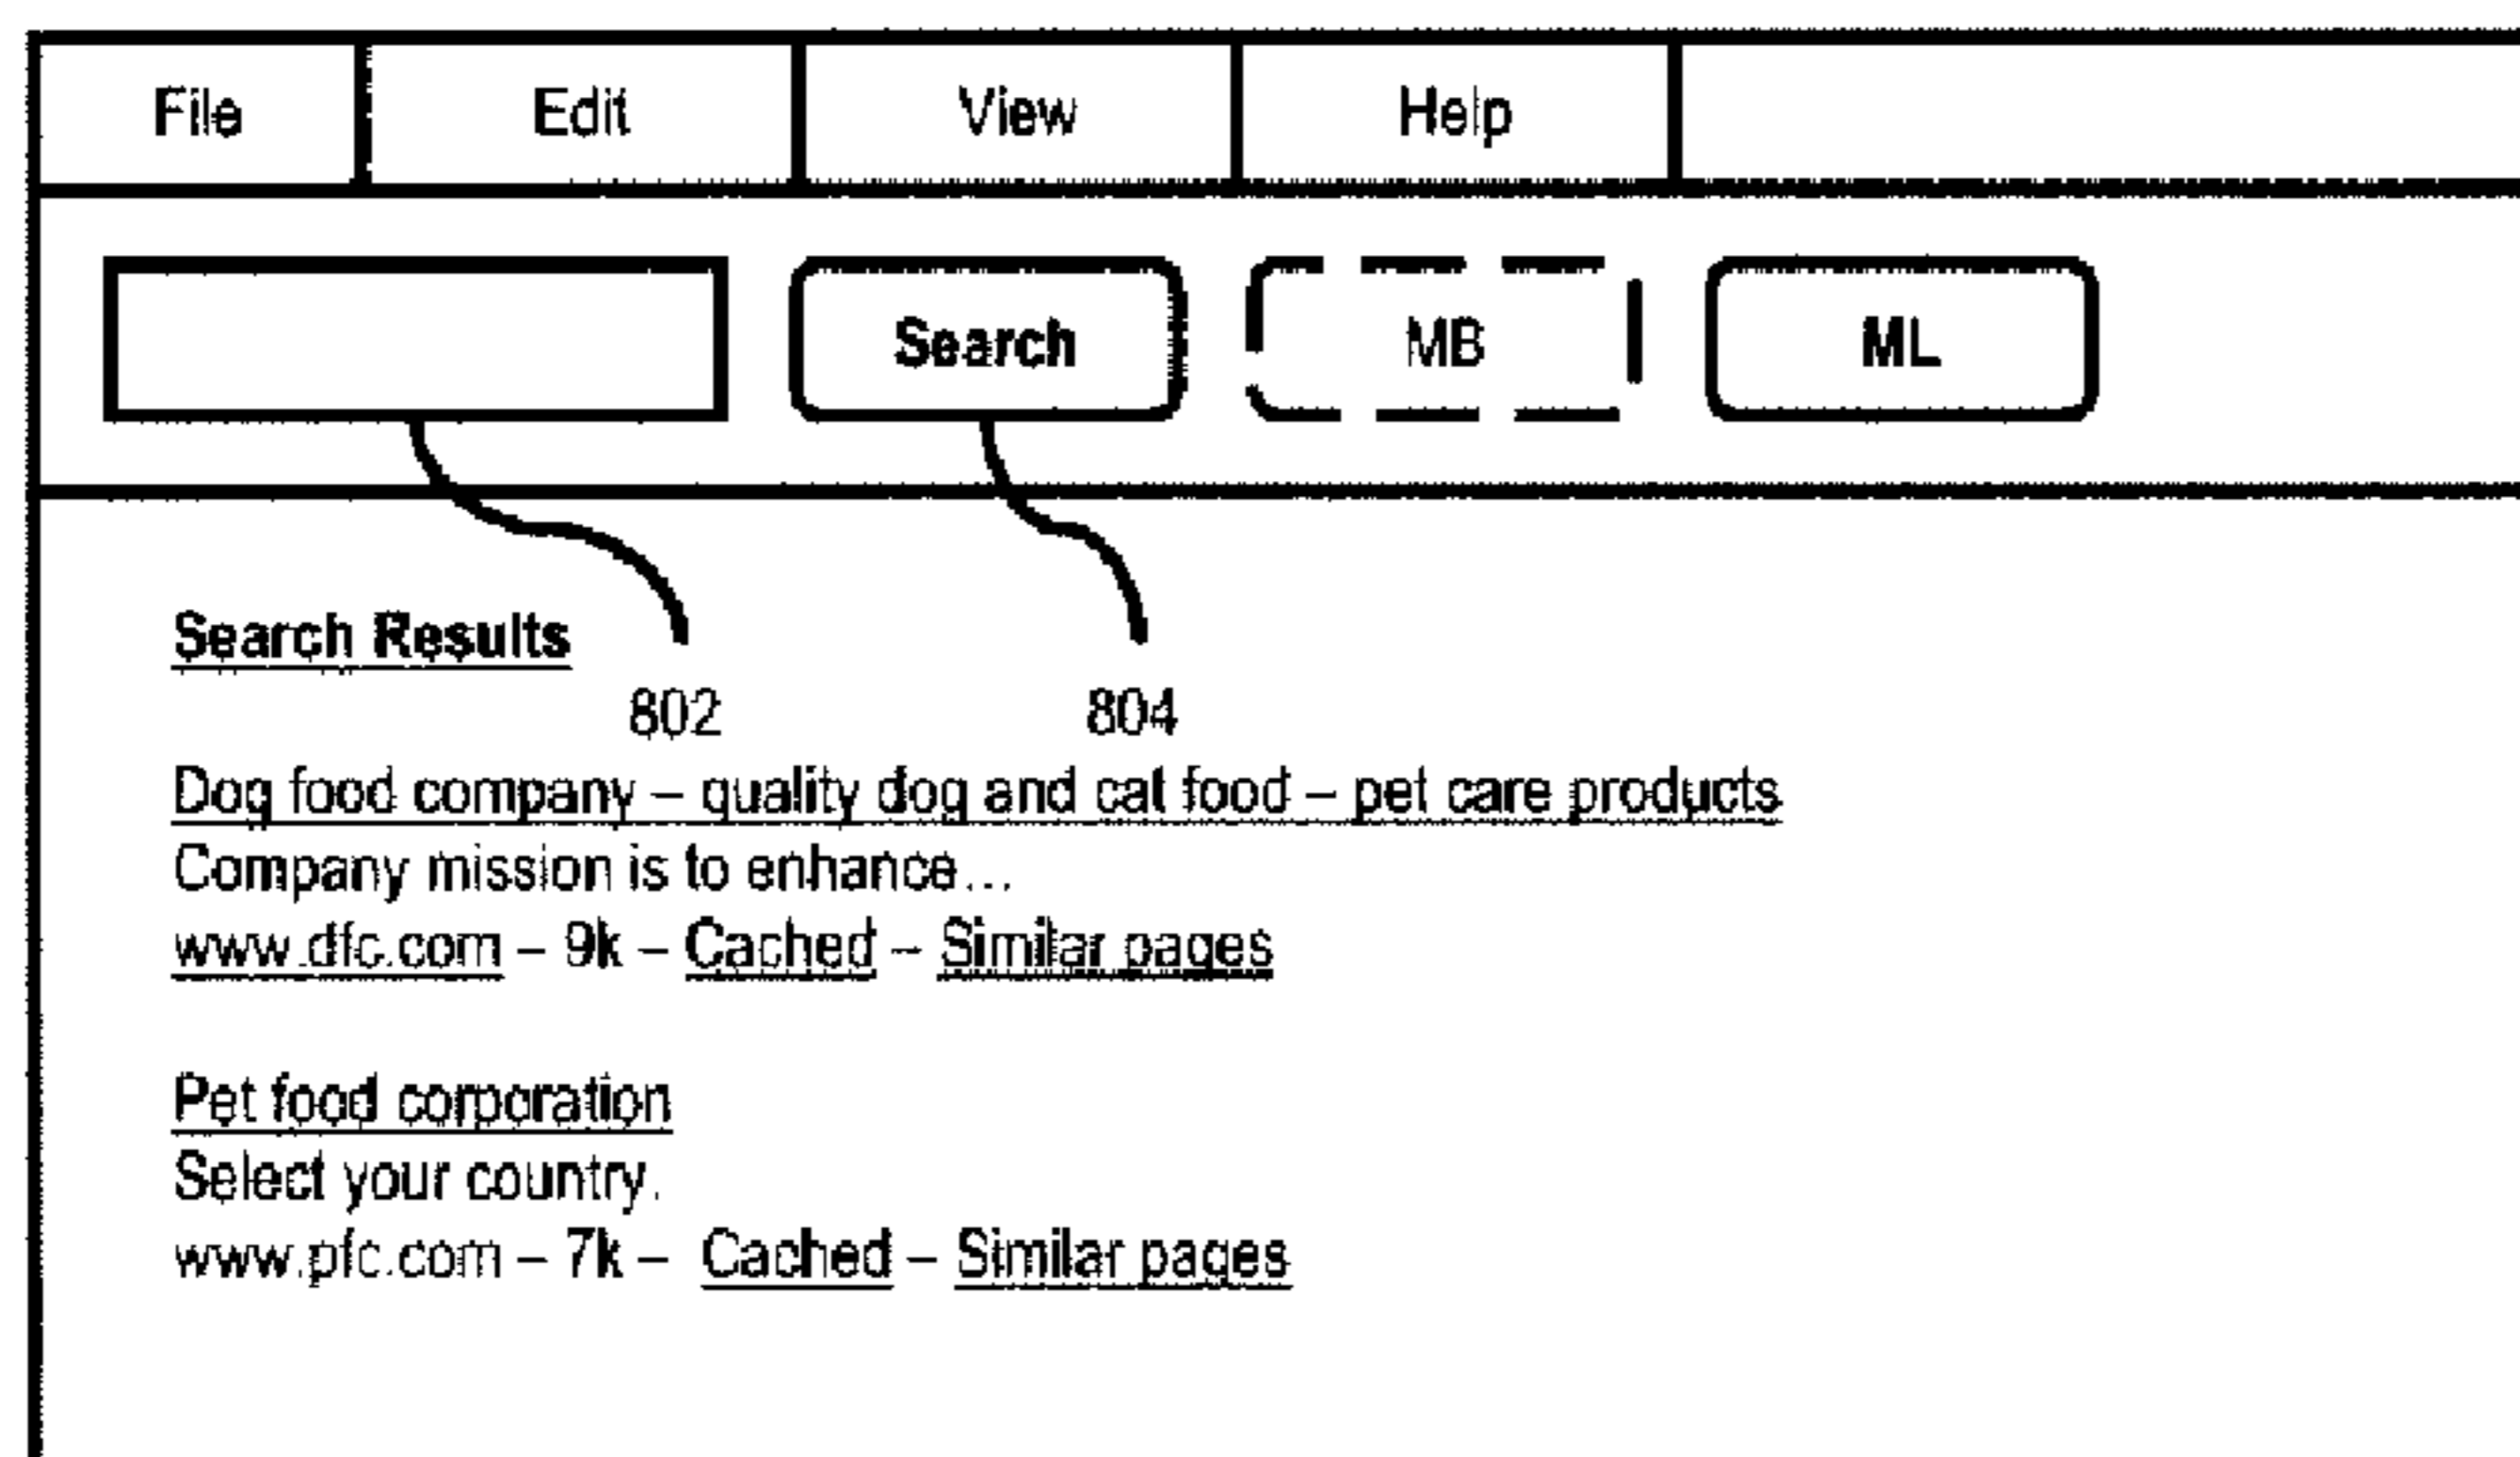 File Edit View Help
Search MB ML
Search Results
802 804
Dog food company – quality dog and cat food – pet care products
Company mission is to enhance...
www.dfc.com – 9k – Cached – Similar pages
Pet food corporation
Select your country.
www.pfc.com – 7k – Cached – Similar pages